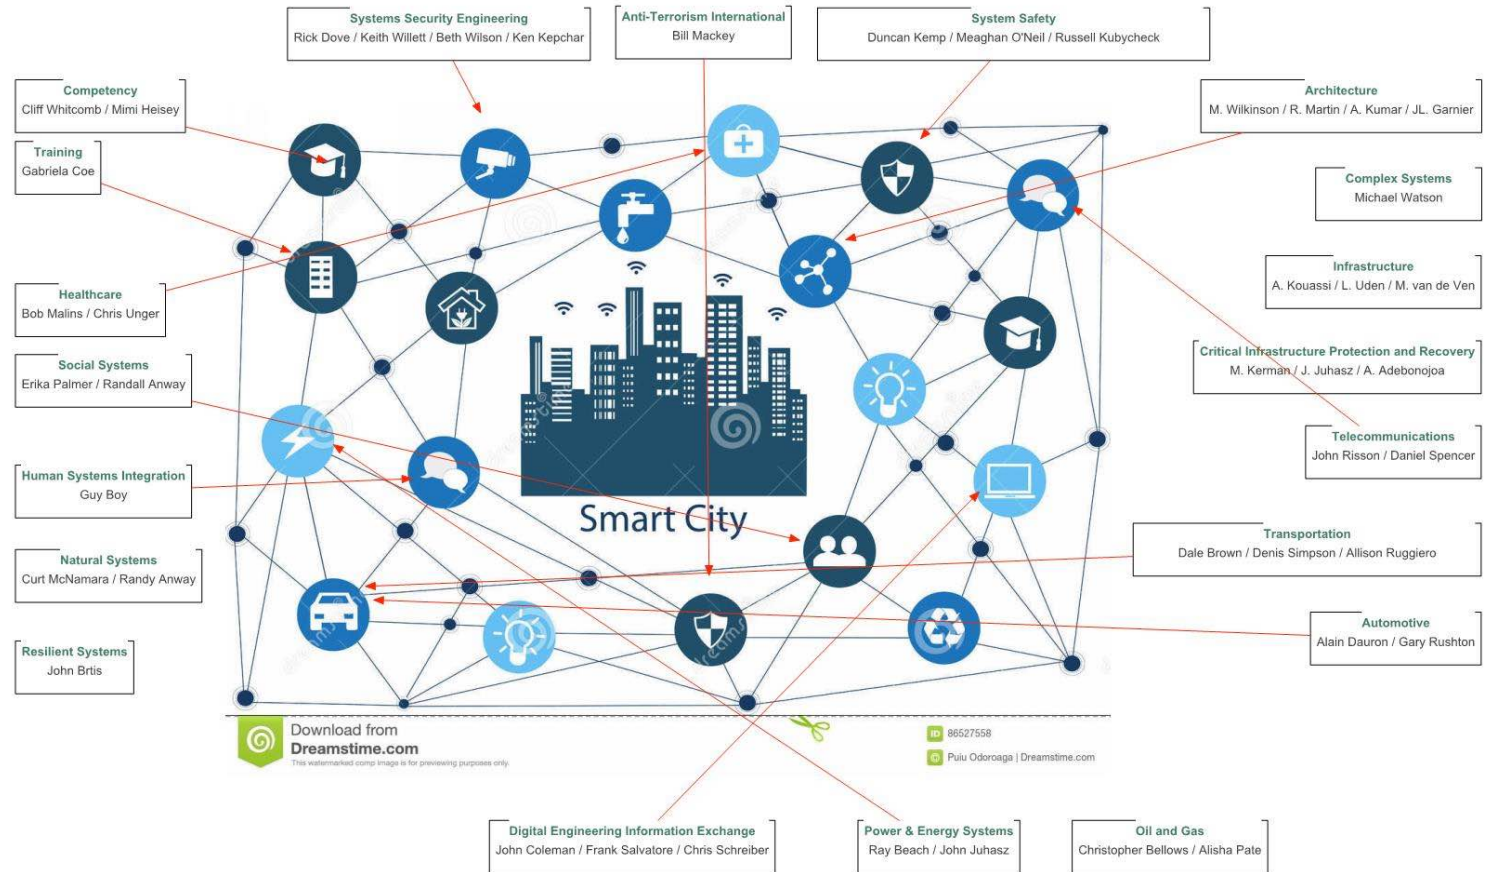 Systems Security Engineering
Rick Dove / Keith Willett / Beth Wilson / Ken Kepchar
Anti-Terrorism International
Bill Mackey
System Safety
Duncan Kemp / Meaghan O'Neil / Russell Kubycheck
Competency
Cliff Whitcomb / Mimi Heisey
Architecture
M. Wilkinson / R. Martin / A. Kumar / JL. Garnier
Training
Gabriela Coe
Complex Systems
Michael Watson
Healthcare
Bob Malins / Chris Unger
Infrastructure
A. Kouassi / L. Uden / M. van de Ven
Social Systems
Erika Palmer / Randall Anway
Critical Infrastructure Protection and Recovery
M. Kerman / J. Juhasz / A. Adebonojoa
Telecommunications
John Risson / Daniel Spencer
Human Systems Integration
Guy Boy
Smart City
Natural Systems
Curt McNamara / Randy Anway
Transportation
Dale Brown / Denis Simpson / Allison Ruggiero
Automotive
Alain Dauron / Gary Rushton
Resilient Systems
John Brtis
Download from
Dreamstime.com
This watermarked comp image is for previewing purposes only.
ID 86527558
Puiu Odoroaga | Dreamstime.com
Digital Engineering Information Exchange
John Coleman / Frank Salvatore / Chris Schreiber
Power & Energy Systems
Ray Beach / John Juhasz
Oil and Gas
Christopher Bellows / Alisha Pate